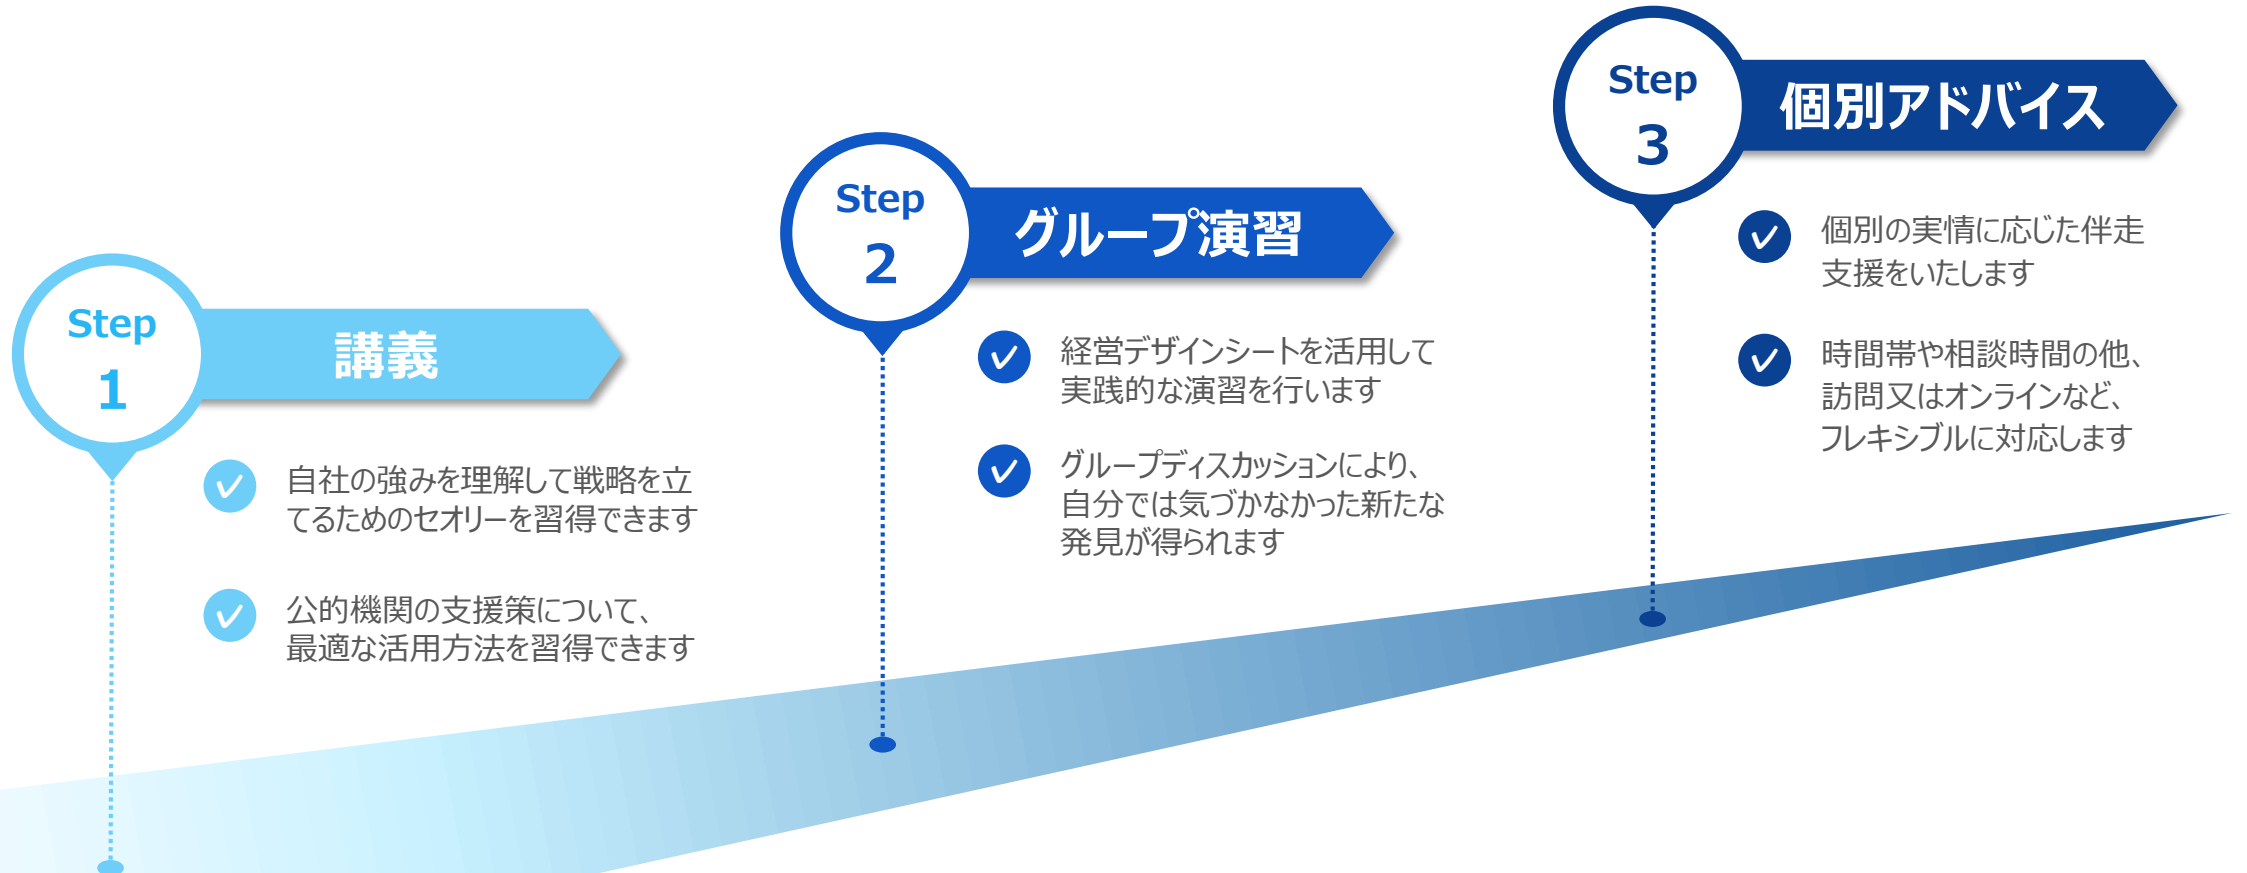 Step
1
講義
自社の強みを理解して戦略を立
てるためのセオリーを習得できます
公的機関の支援策について、
最適な活用方法を習得できます
Step
2
グループ演習
経営デザインシートを活用して
実践的な演習を行います
グループディスカッションにより、
自分では気づかなかった新たな
発見が得られます
Step
3
個別アドバイス
個別の実情に応じた伴走
支援をいたします
時間帯や相談時間の他、
訪問又はオンラインなど、
フレキシブルに対応します